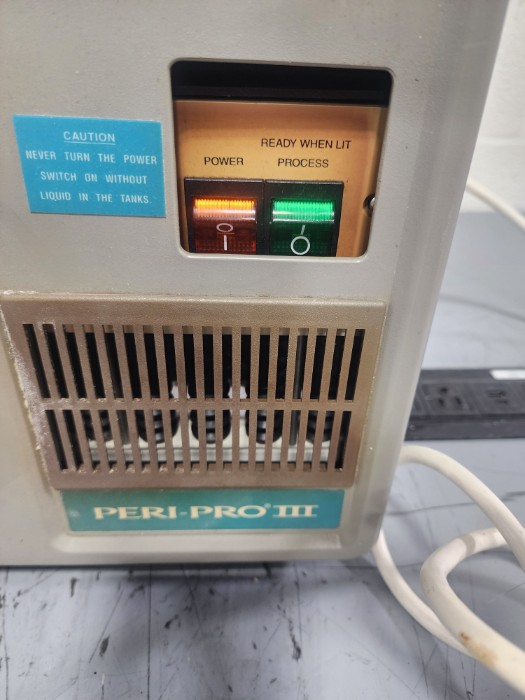 CAUTION
NEVER TURN THE POWER
SWITCH ON WITHOUT
LIQUID IN THE TANKS.
READY WHEN LIT
POWER PROCESS
PERI-PRO® III